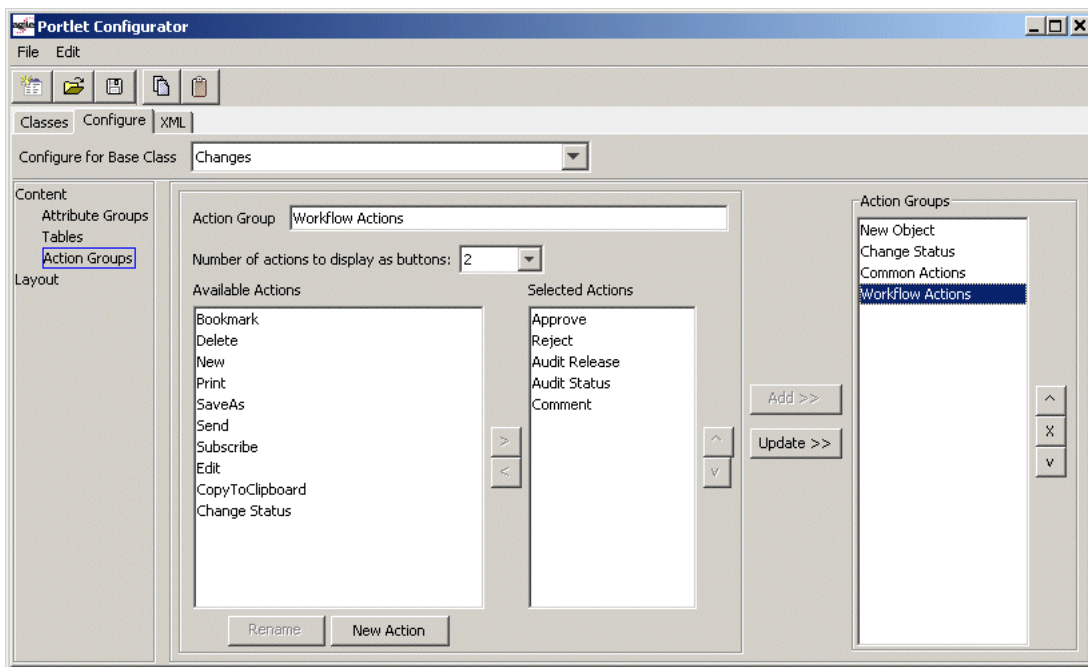 agile Portlet Configurator
File Edit
Classes Configure XML
Configure for Base Class Changes
Content
Attribute Groups
Tables
Action Groups
Layout
Action Group Workflow Actions
Number of actions to display as buttons: 2
Available Actions
Bookmark
Delete
New
Print
SaveAs
Send
Subscribe
Edit
CopyToClipboard
Change Status
Rename New Action
>
<
Selected Actions
Approve
Reject
Audit Release
Audit Status
Comment
^
v
Add >>
Update >>
Action Groups
New Object
Change Status
Common Actions
Workflow Actions
^
X
v